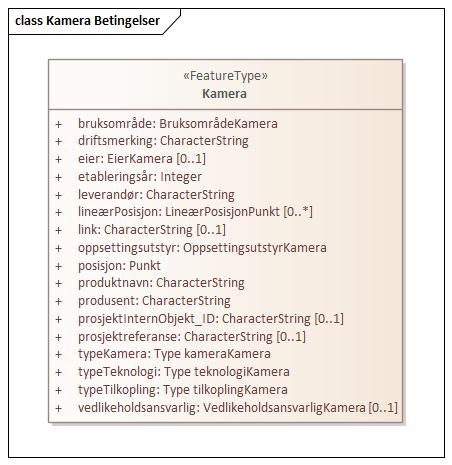 class Kamera Betingelser
«FeatureType»
Kamera
+ bruksområde: BruksområdeKamera
+ driftsmerking: CharacterString
+ eier: EierKamera [0..1]
+ etableringsår: Integer
+ leverandør: CharacterString
+ lineærPosisjon: LineærPosisjonPunkt [0..*]
+ link: CharacterString [0..1]
+ oppsettingsutstyr: OppsettingsutstyrKamera
+ posisjon: Punkt
+ produktnavn: CharacterString
+ produsent: CharacterString
+ prosjektInternObjekt_ID: CharacterString [0..1]
+ prosjektreferanse: CharacterString [0..1]
+ typeKamera: Type kameraKamera
+ typeTeknologi: Type teknologiKamera
+ typeTilkopling: Type tilkoplingKamera
+ vedlikeholdsansvarlig: VedlikeholdsansvarligKamera [0..1]